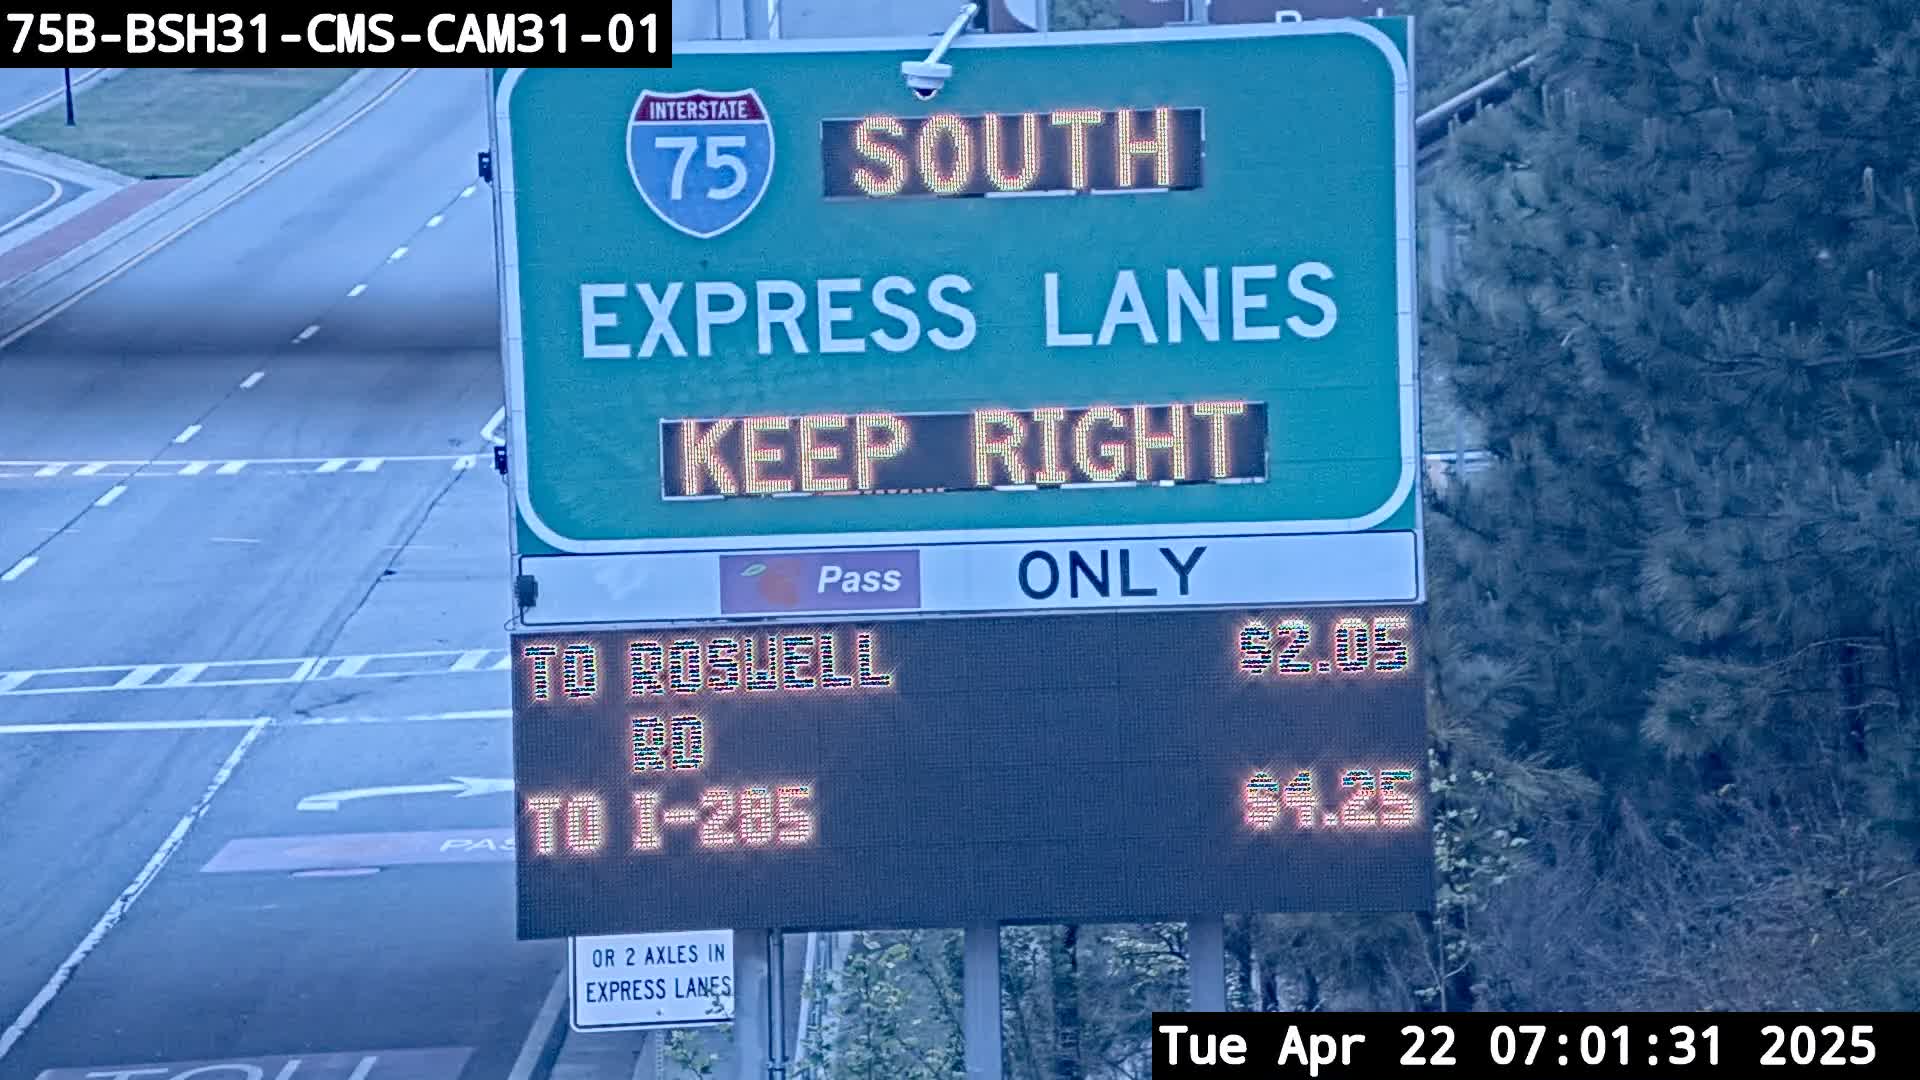 75B-BSH31-CMS-CAM31-01
INTERSTATE
75
SOUTH
EXPRESS LANES
KEEP RIGHT
Pass ONLY
TO ROSWELL $2.05
RD
TO I-285 $4.25
OR 2 AXLES IN
EXPRESS LANES
TOLL
Tue Apr 22 07:01:31 2025